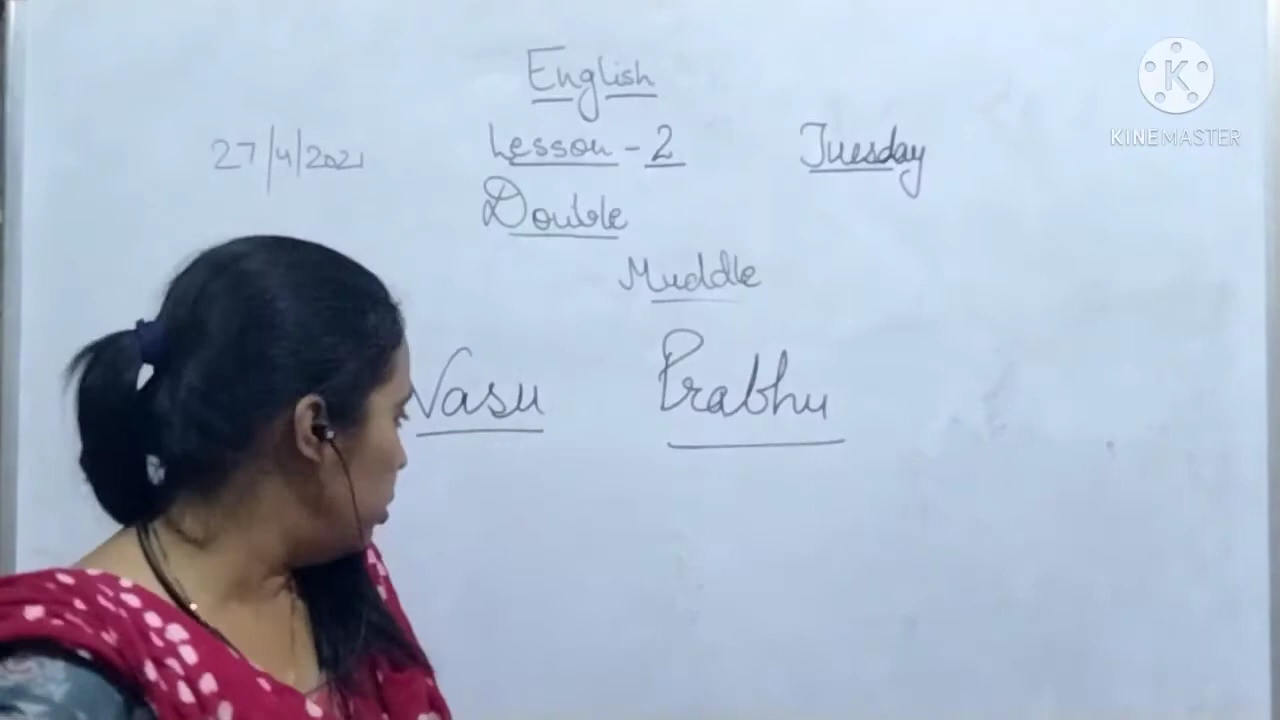 English
27/4/2021 Lesson - 2 Tuesday
Double
Muddle
Vasu Prabhu
K
KINEMASTER